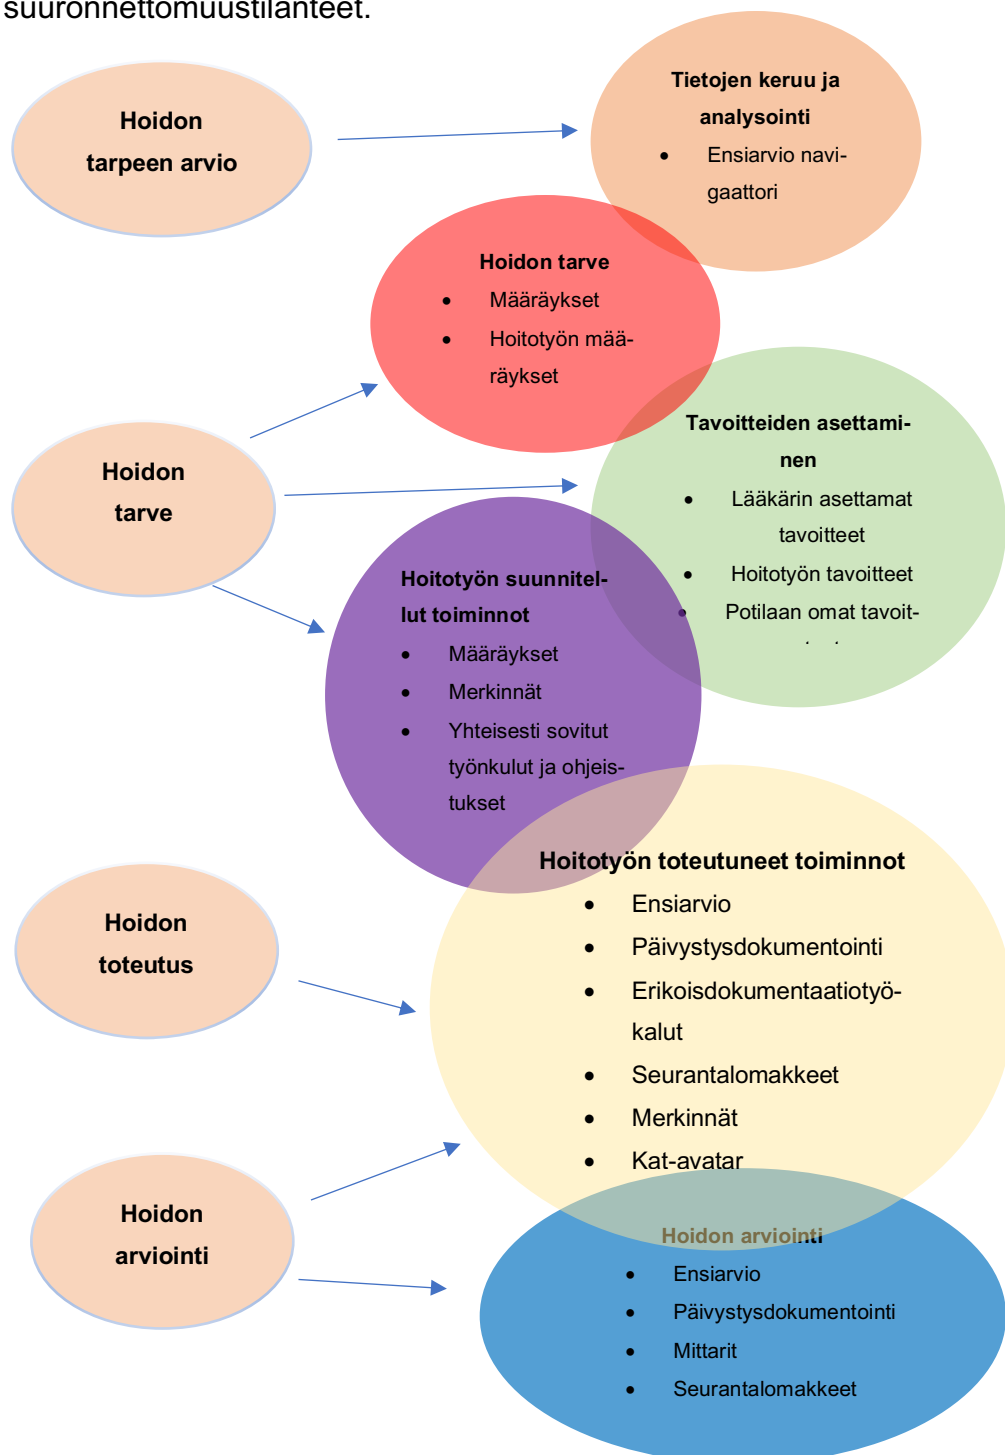 suuronnettomuustilanteet.
Hoidon
tarpeen arvio
Tietojen keruu ja
analysointi
• Ensiarvio navi-
gaattori
Hoidon tarve
• Määräykset
• Hoitotyön mää-
räykset
Hoidon
tarve
Tavoitteiden asettami-
nen
• Lääkärin asettamat
tavoitteet
• Hoitotyön tavoitteet
• Potilaan omat tavoit-
Hoitotyön suunnitel-
lut toiminnot
• Määräykset
• Merkinnät
• Yhteisesti sovitut
työnkulut ja ohjeis-
tukset
Hoidon
toteutus
Hoitotyön toteutuneet toiminnot
• Ensiarvio
• Päivystysdokumentointi
• Erikoisdokumentaatiotyö-
kalut
• Seurantalomakkeet
• Merkinnät
• Kat-avatar
Hoidon
arviointi
Hoidon arviointi
• Ensiarvio
• Päivystysdokumentointi
• Mittarit
• Seurantalomakkeet